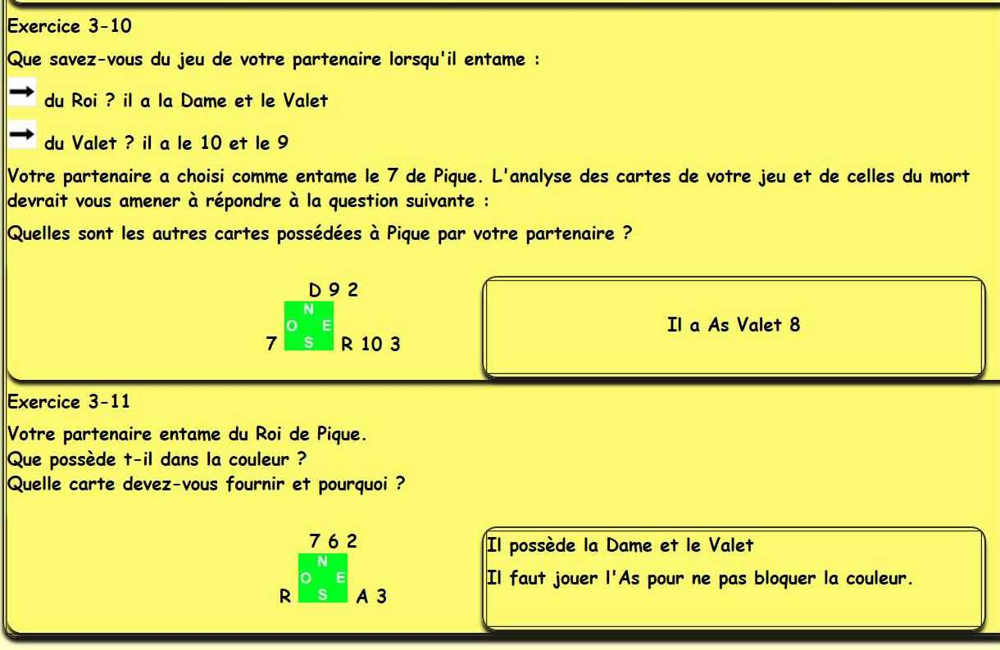 Exercice 3-10
Que savez-vous du jeu de votre partenaire lorsqu'il entame :
du Roi ? il a la Dame et le Valet
du Valet ? il a le 10 et le 9
Votre partenaire a choisi comme entame le 7 de Pique. L'analyse des cartes de votre jeu et de celles du mort
devrait vous amener à répondre à la question suivante :
Quelles sont les autres cartes possédées à Pique par votre partenaire ?
D 9 2
N
O E
S
7
R 10 3
Il a As Valet 8
Exercice 3-11
Votre partenaire entame du Roi de Pique.
Que possède t-il dans la couleur ?
Quelle carte devez-vous fournir et pourquoi ?
7 6 2
N
O E
S
R
A 3
Il possède la Dame et le Valet
Il faut jouer l'As pour ne pas bloquer la couleur.